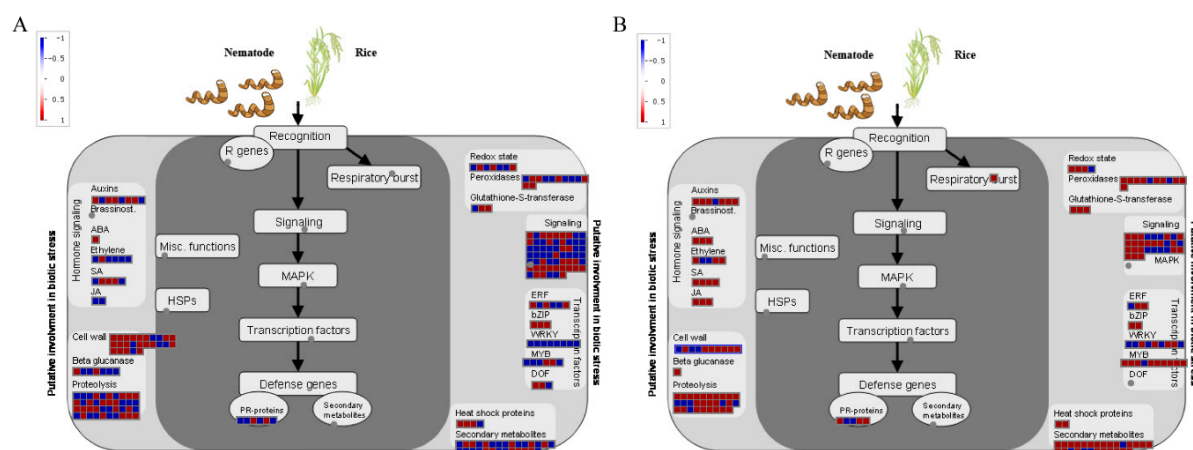 A
-1
-0.5
0
0.5
1
Nematode
Rice
Recognition
R genes
Respiratory burst
Signaling
Misc. functions
MAPK
HSPs
Transcription factors
Defense genes
PR-proteins
Secondary
metabolites
Putative involvment in biotic stress
Hormone signaling
Auxins
Brassinost.
ABA
Ethylene
SA
JA
Cell wall
Beta glucanase
Proteolysis
Redox state
Peroxidases
Glutathione-S-transferase
Signaling
ERF
bZIP
WRKY
MYB
DOF
Transcription factors
Putative involvment in biotic stress
Heat shock proteins
Secondary metabolites
B
-1
-0.5
0
0.5
1
Nematode
Rice
Recognition
R genes
Respiratory burst
Signaling
Misc. functions
MAPK
HSPs
Transcription factors
Defense genes
PR-proteins
Secondary
metabolites
Putative involvment in biotic stress
Hormone signaling
Auxins
Brassinost.
ABA
Ethylene
SA
JA
Cell wall
Beta glucanase
Proteolysis
Redox state
Peroxidases
Glutathione-S-transferase
Signaling
MAPK
ERF
bZIP
WRKY
MYB
DOF
Transcription factors
Heat shock proteins
Secondary metabolites